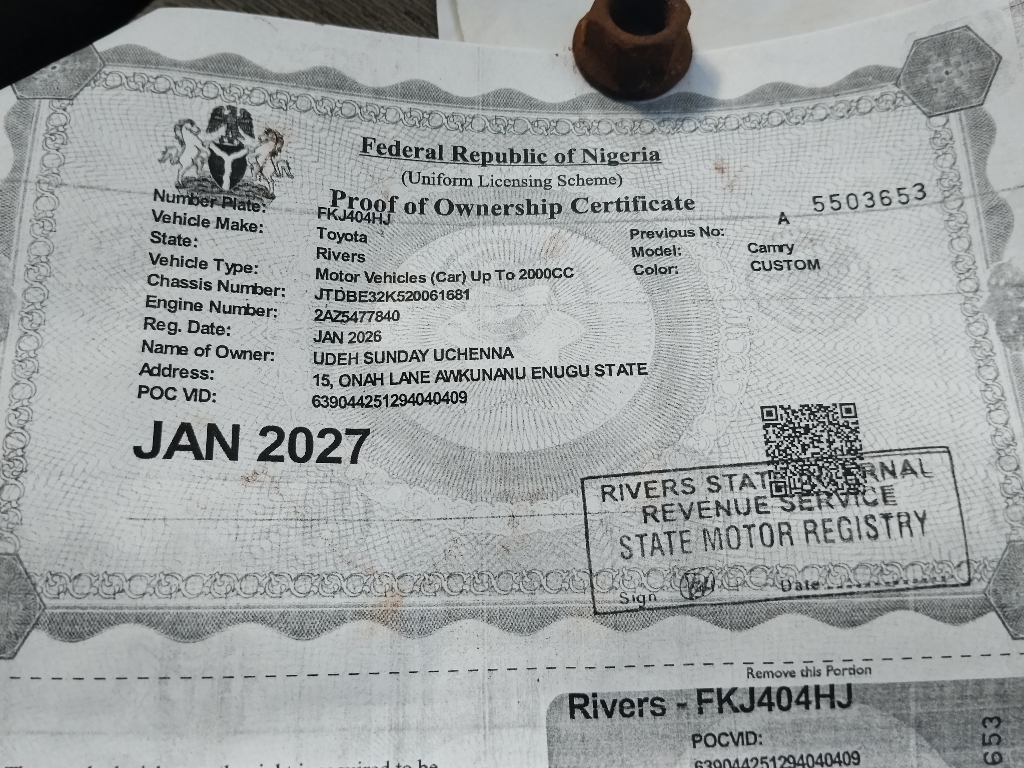 Federal Republic of Nigeria
(Uniform Licensing Scheme)
Proof of Ownership Certificate
A 5503653
Number Plate: FKJ404HJ Previous No:
Vehicle Make: Toyota Model: Camry
State: Rivers Color: CUSTOM
Vehicle Type: Motor Vehicles (Car) Up To 2000CC
Chassis Number: JTDBE32K520061681
Engine Number: 2AZ5477840
Reg. Date: JAN 2026
Name of Owner: UDEH SUNDAY UCHENNA
Address: 15, ONAH LANE AWKUNANU ENUGU STATE
POC VID: 639044251294040409
JAN 2027
RIVERS STAT ERNAL
REVENUE SERVICE
STATE MOTOR REGISTRY
Sign Date
Remove this Portion
Rivers - FKJ404HJ
POCVID:
639044251294040409
653